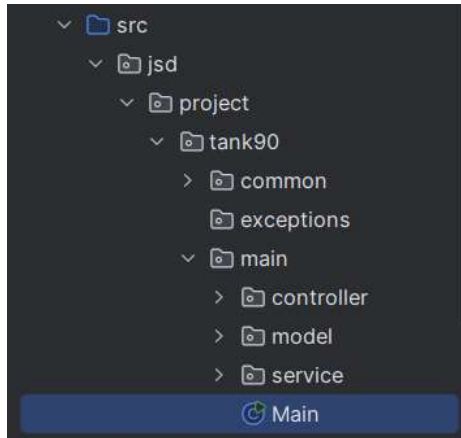 src
jsd
project
tank90
common
exceptions
main
controller
model
service
Main